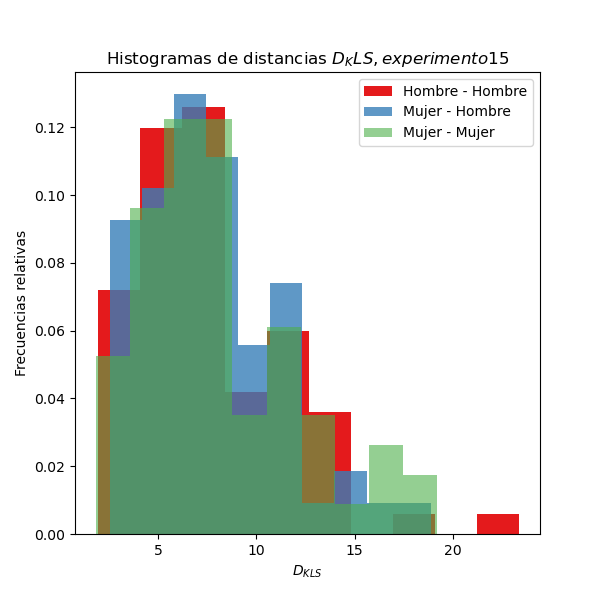 Histogramas de distancias D_KLS, experimento15
Hombre - Hombre
Mujer - Hombre
Mujer - Mujer
Frecuencias relativas
0.12
0.10
0.08
0.06
0.04
0.02
0.00
5 10 15 20
D_{KLS}